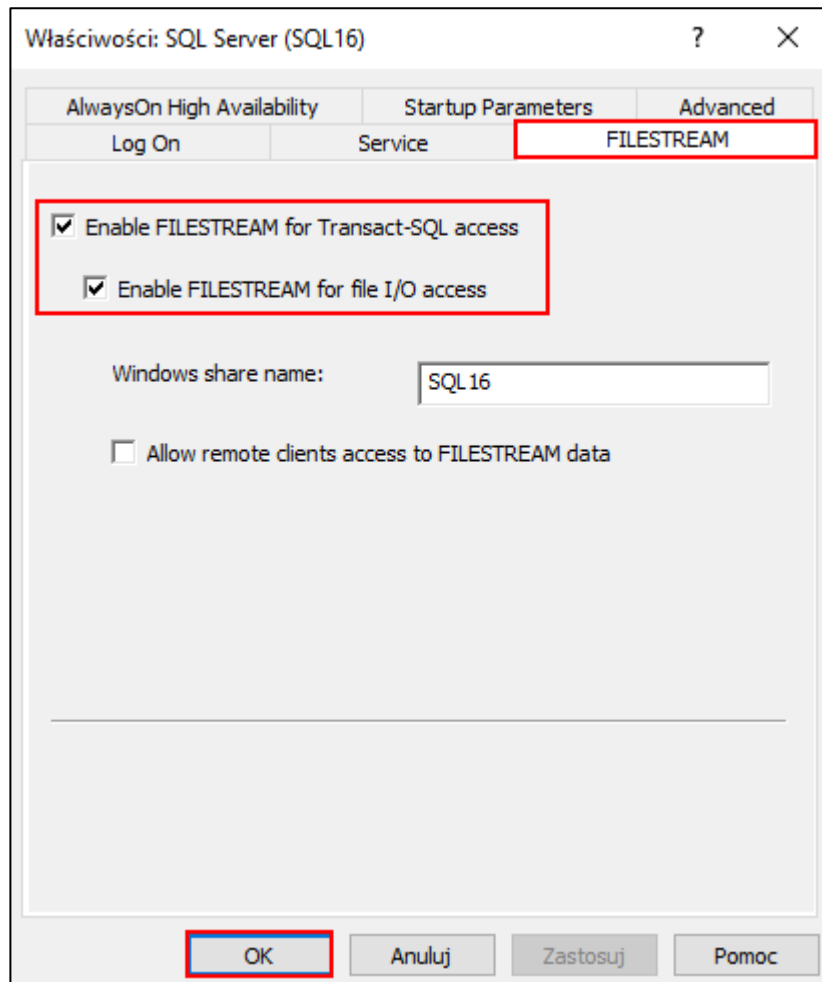 Właściwości: SQL Server (SQL16)
?
AlwaysOn High Availability Startup Parameters Advanced
Log On Service FILESTREAM
Enable FILESTREAM for Transact-SQL access
Enable FILESTREAM for file I/O access
Windows share name: SQL16
Allow remote clients access to FILESTREAM data
OK Anuluj Zastosuj Pomoc